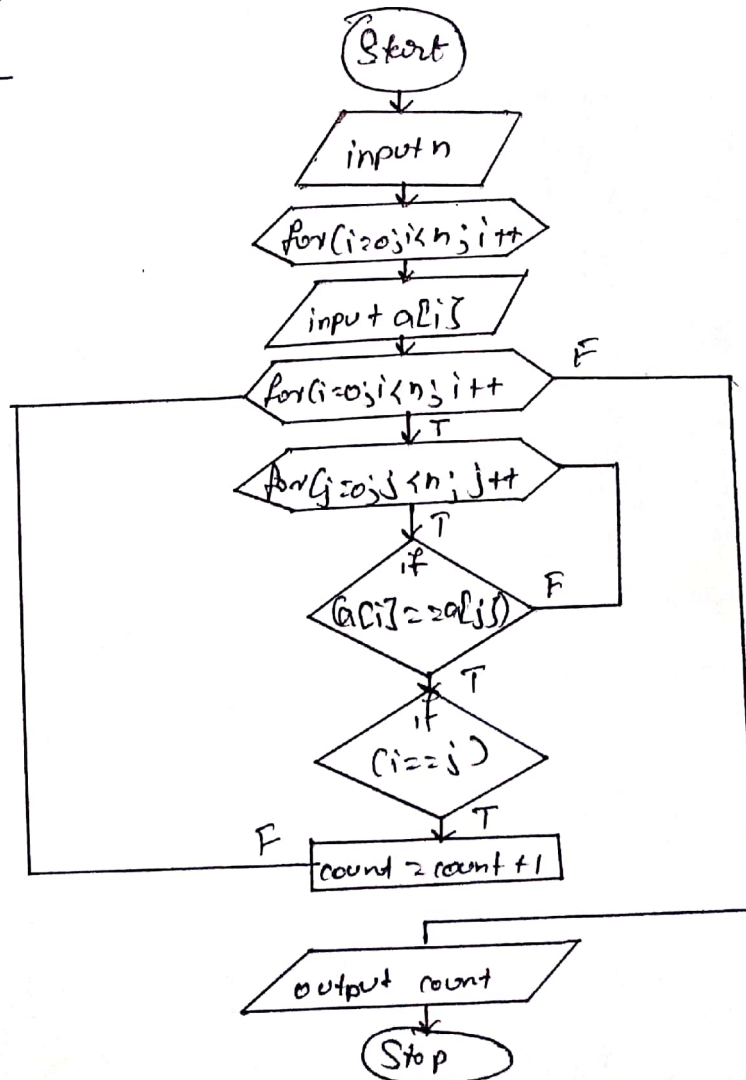 Start
input n
for(i=0;i<n;i++
input a[i]
for(i=0;i<n;i++
F
T
for(j=0;j<n;j++
T
if
(a[i]==a[j])
F
T
if
(i==j)
T
F
count=count+1
output count
Stop